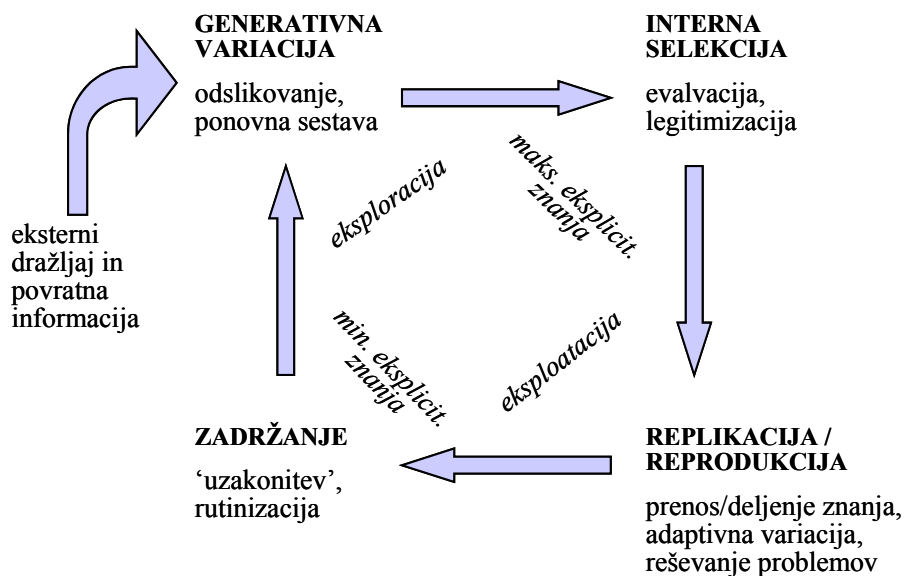 GENERATIVNA
VARIACIJA
odslikovanje,
ponovna sestava
INTERNA
SELEKCIJA
evalvacija,
legitimizacija
eksterni
dražljaj in
povratna
informacija
eksploracija
maks. eksplicit.
znanja
min. eksplicit.
znanja
eksploatacija
ZADRŽANJE
‘uzakonitev’,
rutinizacija
REPLIKACIJA /
REPRODUKCIJA
prenos/deljenje znanja,
adaptivna variacija,
reševanje problemov